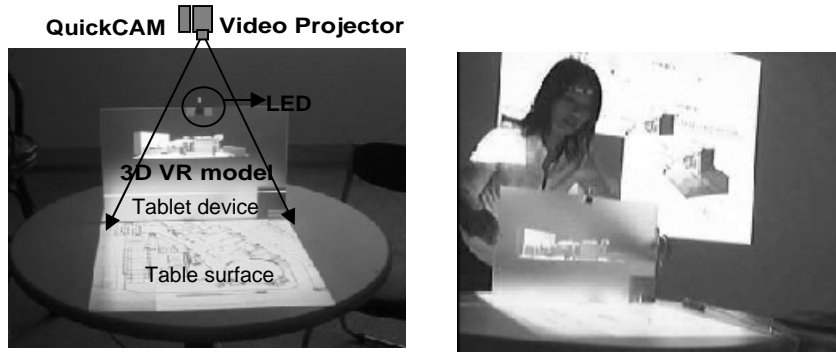 QuickCAM Video Projector
LED
3D VR model
Tablet device
Table surface